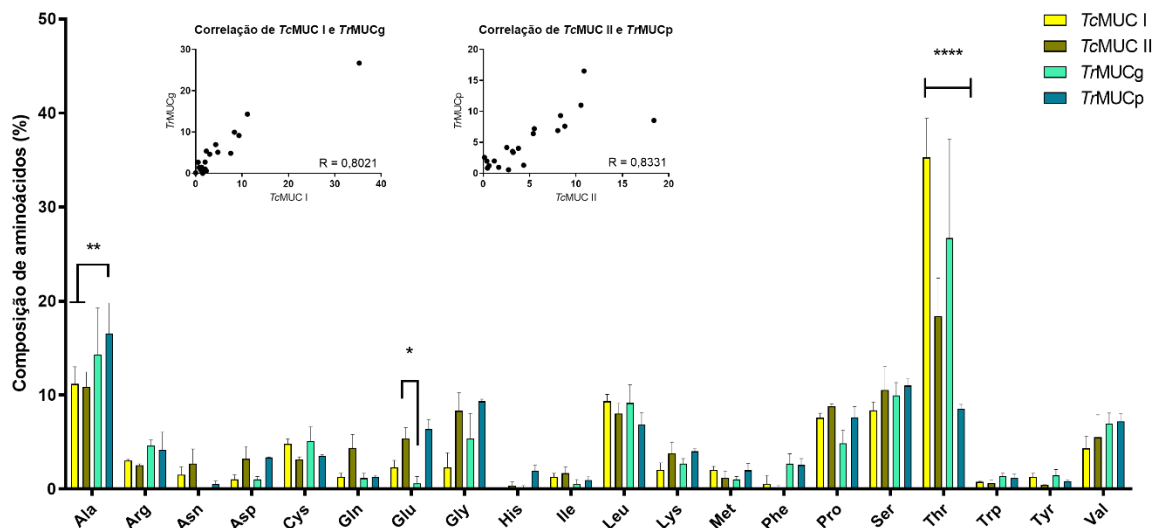 Correlação de TcMUC I e TrMUCg
Correlação de TcMUC II e TrMUCp
TcMUC I
TcMUC II
TrMUCg
TrMUCp
Composição de aminoácidos (%)
50
40
30
20
10
0
TrMUCg
30
20
10
0
R = 0,8021
0 10 20 30 40
TcMUC I
TrMUCp
20
15
10
5
0
R = 0,8331
0 5 10 15 20
TcMUC II
**
*
****
Ala Arg Asn Asp Cys Gln Glu Gly His Ile Leu Lys Met Phe Pro Ser Thr Trp Tyr Val